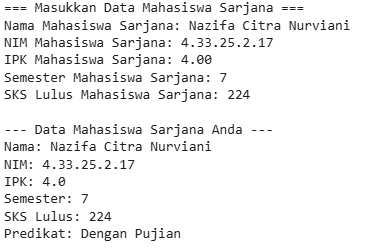 === Masukkan Data Mahasiswa Sarjana ===
Nama Mahasiswa Sarjana: Nazifa Citra Nurviani
NIM Mahasiswa Sarjana: 4.33.25.2.17
IPK Mahasiswa Sarjana: 4.00
Semester Mahasiswa Sarjana: 7
SKS Lulus Mahasiswa Sarjana: 224

--- Data Mahasiswa Sarjana Anda ---
Nama: Nazifa Citra Nurviani
NIM: 4.33.25.2.17
IPK: 4.0
Semester: 7
SKS Lulus: 224
Predikat: Dengan Pujian